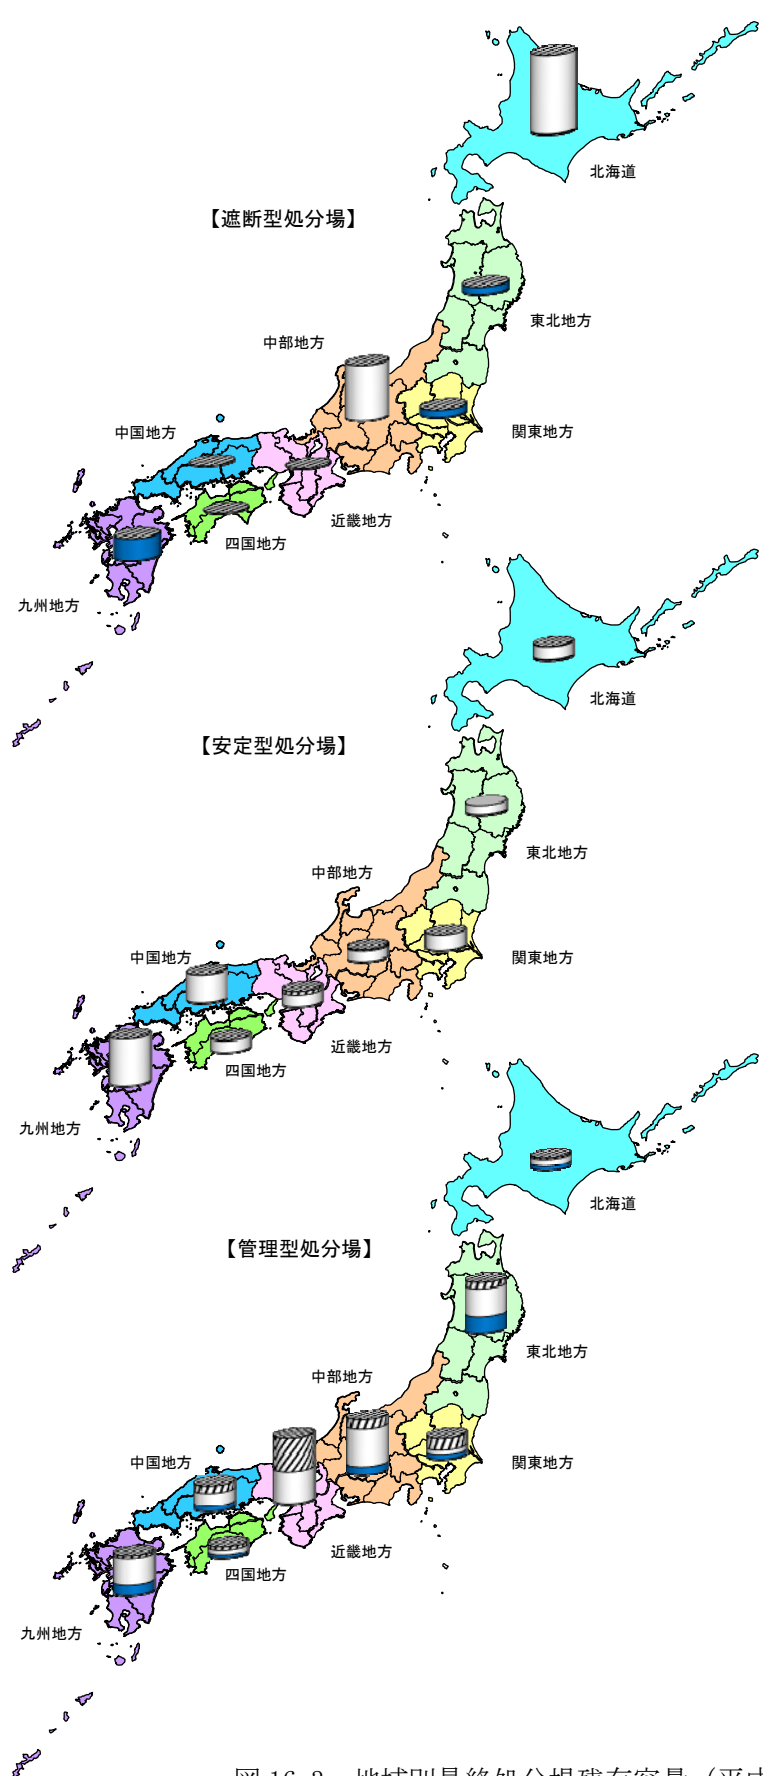 北海道
【遮断型処分場】
東北地方
中部地方
中国地方
関東地方
近畿地方
四国地方
九州地方
北海道
【安定型処分場】
東北地方
中部地方
中国地方
関東地方
近畿地方
四国地方
九州地方
北海道
【管理型処分場】
東北地方
中部地方
中国地方
関東地方
近畿地方
四国地方
九州地方